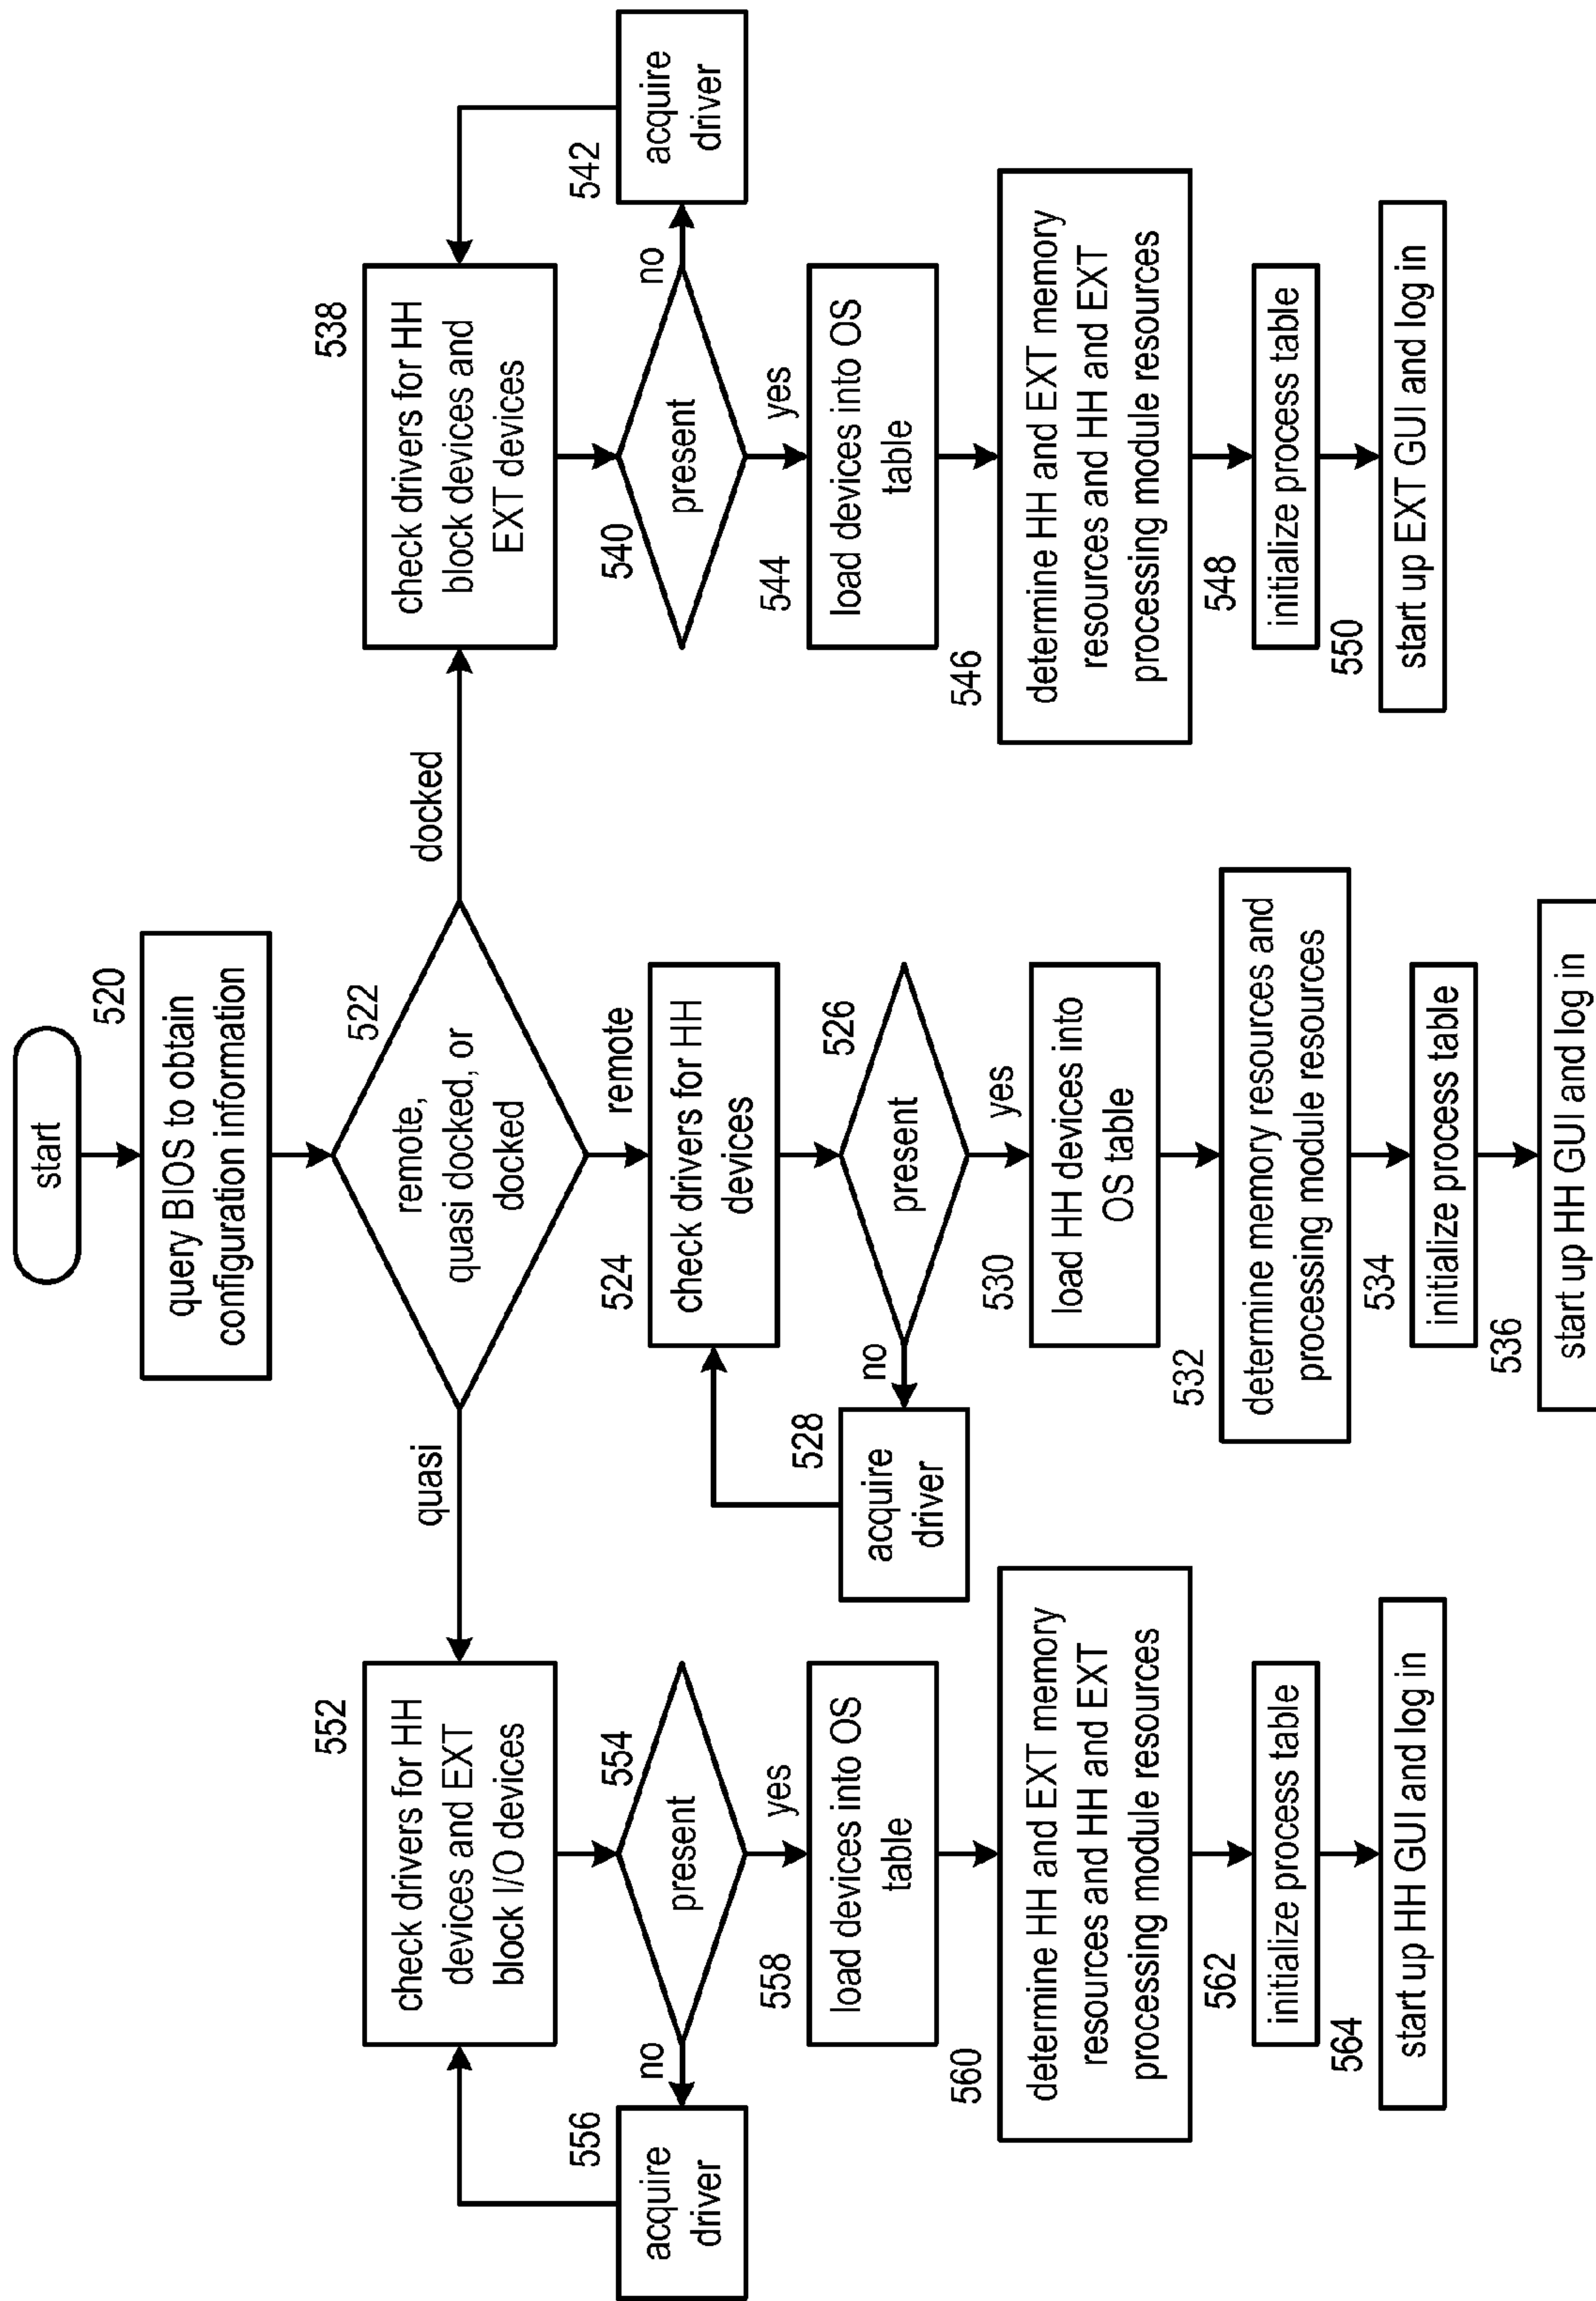 start
520
query BIOS to obtain
configuration information
522
remote,
quasi docked, or
docked
quasi
remote
docked
552
check drivers for HH
devices and EXT
block I/O devices
554
present
no
556
acquire
driver
yes
558
load devices into OS
table
560
determine HH and EXT memory
resources and HH and EXT
processing module resources
562
initialize process table
564
start up HH GUI and log in
524
check drivers for HH
devices
526
present
no
528
acquire
driver
yes
530
load HH devices into
OS table
532
determine memory resources and
processing module resources
534
initialize process table
536
start up HH GUI and log in
538
check drivers for HH
block devices and
EXT devices
540
present
no
542
acquire
driver
yes
544
load devices into OS
table
546
determine HH and EXT memory
resources and HH and EXT
processing module resources
548
initialize process table
550
start up EXT GUI and log in